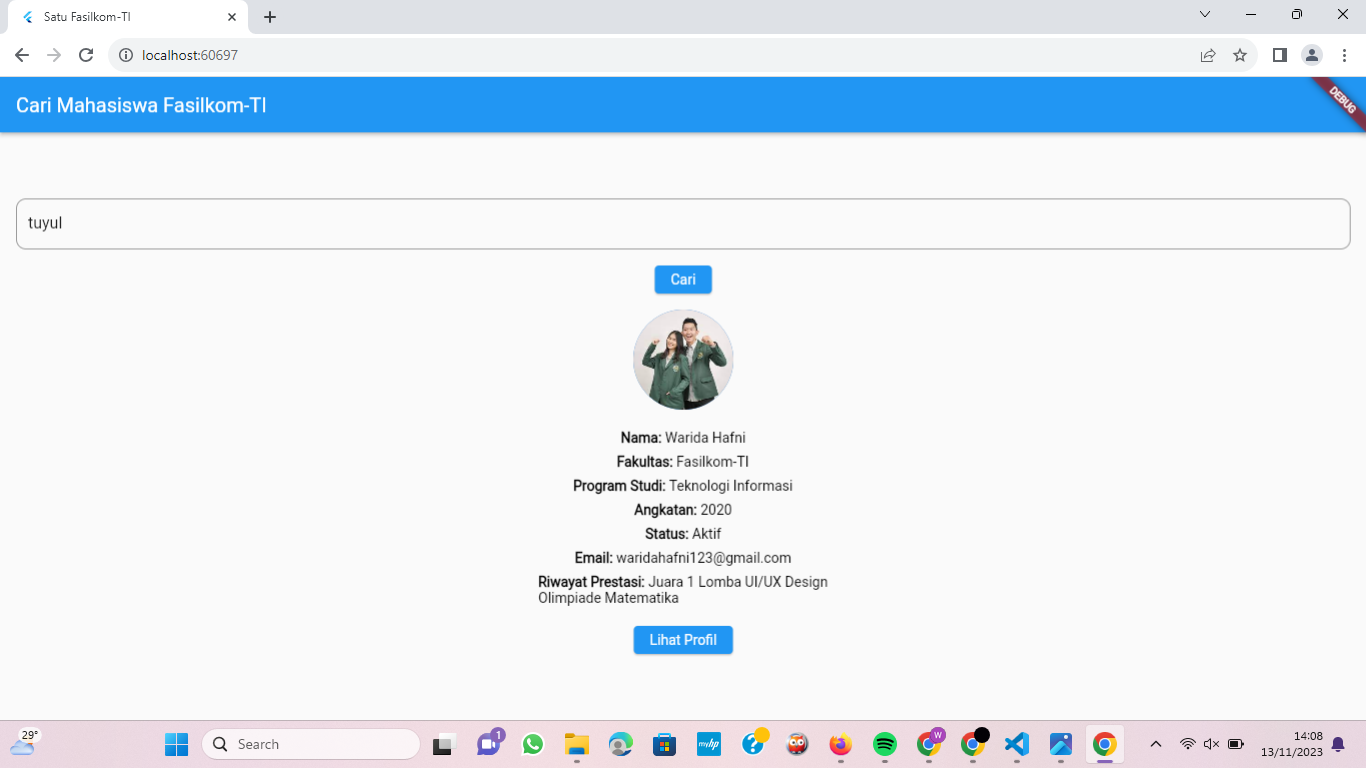 Satu Fasilkom-TI
localhost:60697
Cari Mahasiswa Fasilkom-TI
DEBUG
tuyul
Cari
Nama: Warida Hafni
Fakultas: Fasilkom-TI
Program Studi: Teknologi Informasi
Angkatan: 2020
Status: Aktif
Email: waridahafni123@gmail.com
Riwayat Prestasi: Juara 1 Lomba UI/UX Design
Olimpiade Matematika
Lihat Profil
29°
Search
1
myhp
W
14:08
13/11/2023